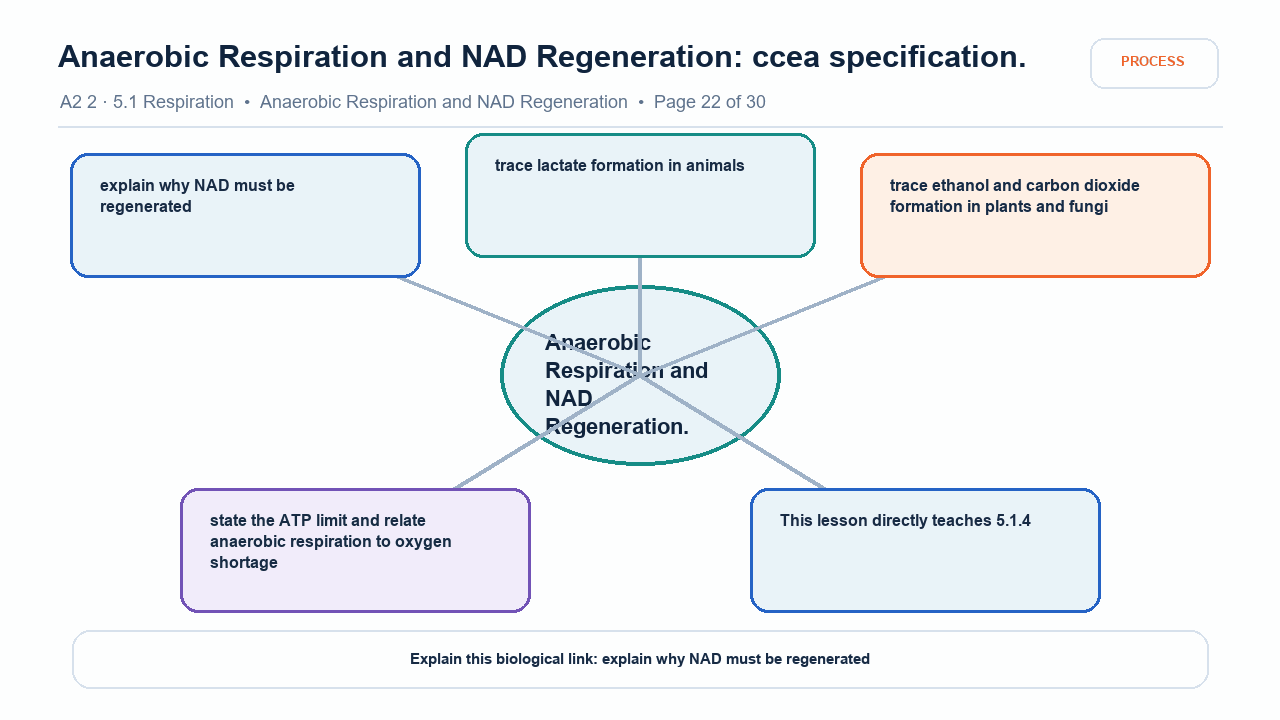 Anaerobic Respiration and NAD Regeneration: ccea specification.
PROCESS
A2 2 · 5.1 Respiration • Anaerobic Respiration and NAD Regeneration • Page 22 of 30
explain why NAD must be
regenerated
trace lactate formation in animals
trace ethanol and carbon dioxide
formation in plants and fungi
Anaerobic
Respiration and
NAD
Regeneration.
state the ATP limit and relate
anaerobic respiration to oxygen
shortage
This lesson directly teaches 5.1.4
Explain this biological link: explain why NAD must be regenerated